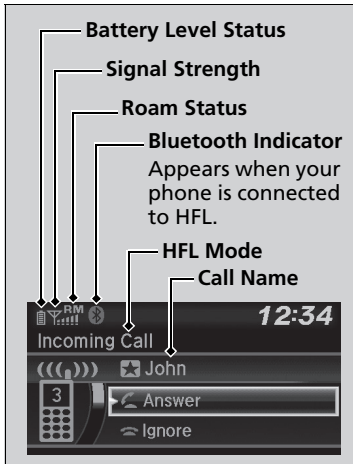 Battery Level Status
Signal Strength
Roam Status
Bluetooth Indicator
Appears when your
phone is connected
to HFL.
HFL Mode
Call Name
RM
12:34
Incoming Call
John
3
Answer
Ignore